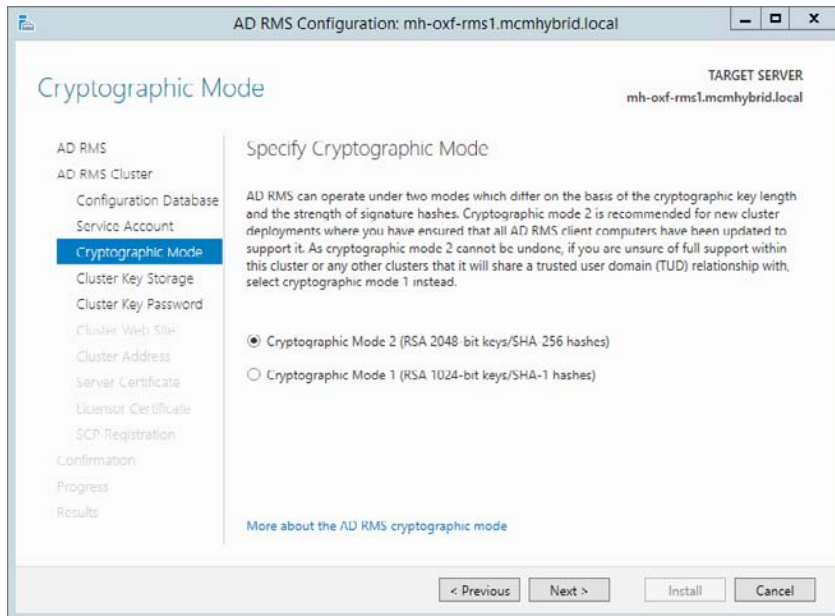 AD RMS Configuration: mh-oxf-rms1.mcmhybrid.local
Cryptographic Mode
TARGET SERVER
mh-oxf-rms1.mcmhybrid.local
AD RMS
AD RMS Cluster
Configuration Database
Service Account
Cryptographic Mode
Cluster Key Storage
Cluster Key Password
Cluster Web Site
Cluster Address
Server Certificate
Licensor Certificate
SCP Registration
Confirmation
Progress
Results
Specify Cryptographic Mode
AD RMS can operate under two modes which differ on the basis of the cryptographic key length
and the strength of signature hashes. Cryptographic mode 2 is recommended for new cluster
deployments where you have ensured that all AD RMS client computers have been updated to
support it. As cryptographic mode 2 cannot be undone, if you are unsure of full support within
this cluster or any other clusters that it will share a trusted user domain (TUD) relationship with,
select cryptographic mode 1 instead.
Cryptographic Mode 2 (RSA 2048-bit keys/SHA-256 hashes)
Cryptographic Mode 1 (RSA 1024-bit keys/SHA-1 hashes)
More about the AD RMS cryptographic mode
< Previous
Next >
Install
Cancel